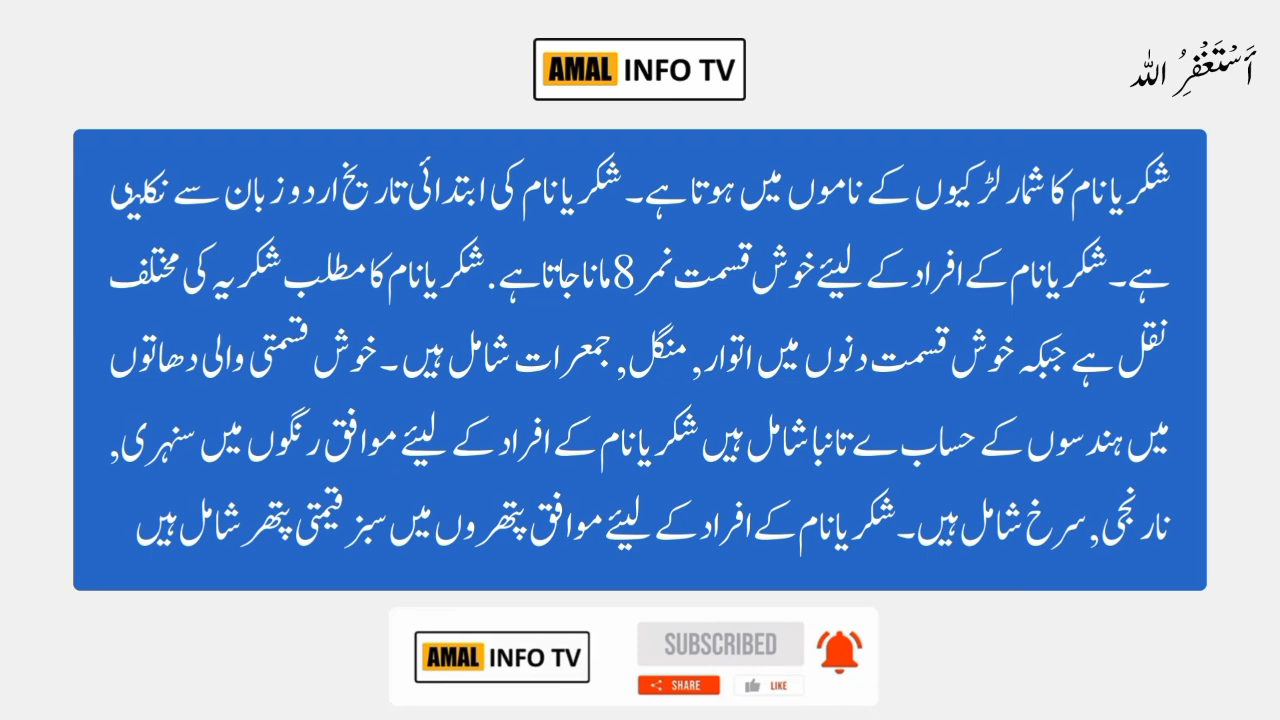 AMAL INFO TV
أَسْتَغْفِرُ اللہ
شکریا نام کا شمار لڑکیوں کے ناموں میں ہوتا ہے۔ شکریا نام کی ابتدائی تاریخ اردو زبان سے
ہے۔ شکریا نام کے افراد کے لیئے خوش قسمت نمر 8 مانا جاتا ہے. شکریا نام کا مطلب شکریہ کی مختلف
نقل ہے جبکہ خوش قسمت دنوں میں اتوار, منگل, جمعرات شامل ہیں۔ خوش قسمتی والی دھاتوں
میں ہندسوں کے حساب ے تانبا شامل ہیں شکریا نام کے افراد کے لیئے موافق رنگوں میں سنہری,
نارنجی, سرخ شامل ہیں۔ شکریا نام کے افراد کے لیئے موافق پتھروں میں سبز قیمتی پتھر شامل ہیں
AMAL INFO TV
SUBSCRIBED
SHARE LIKE